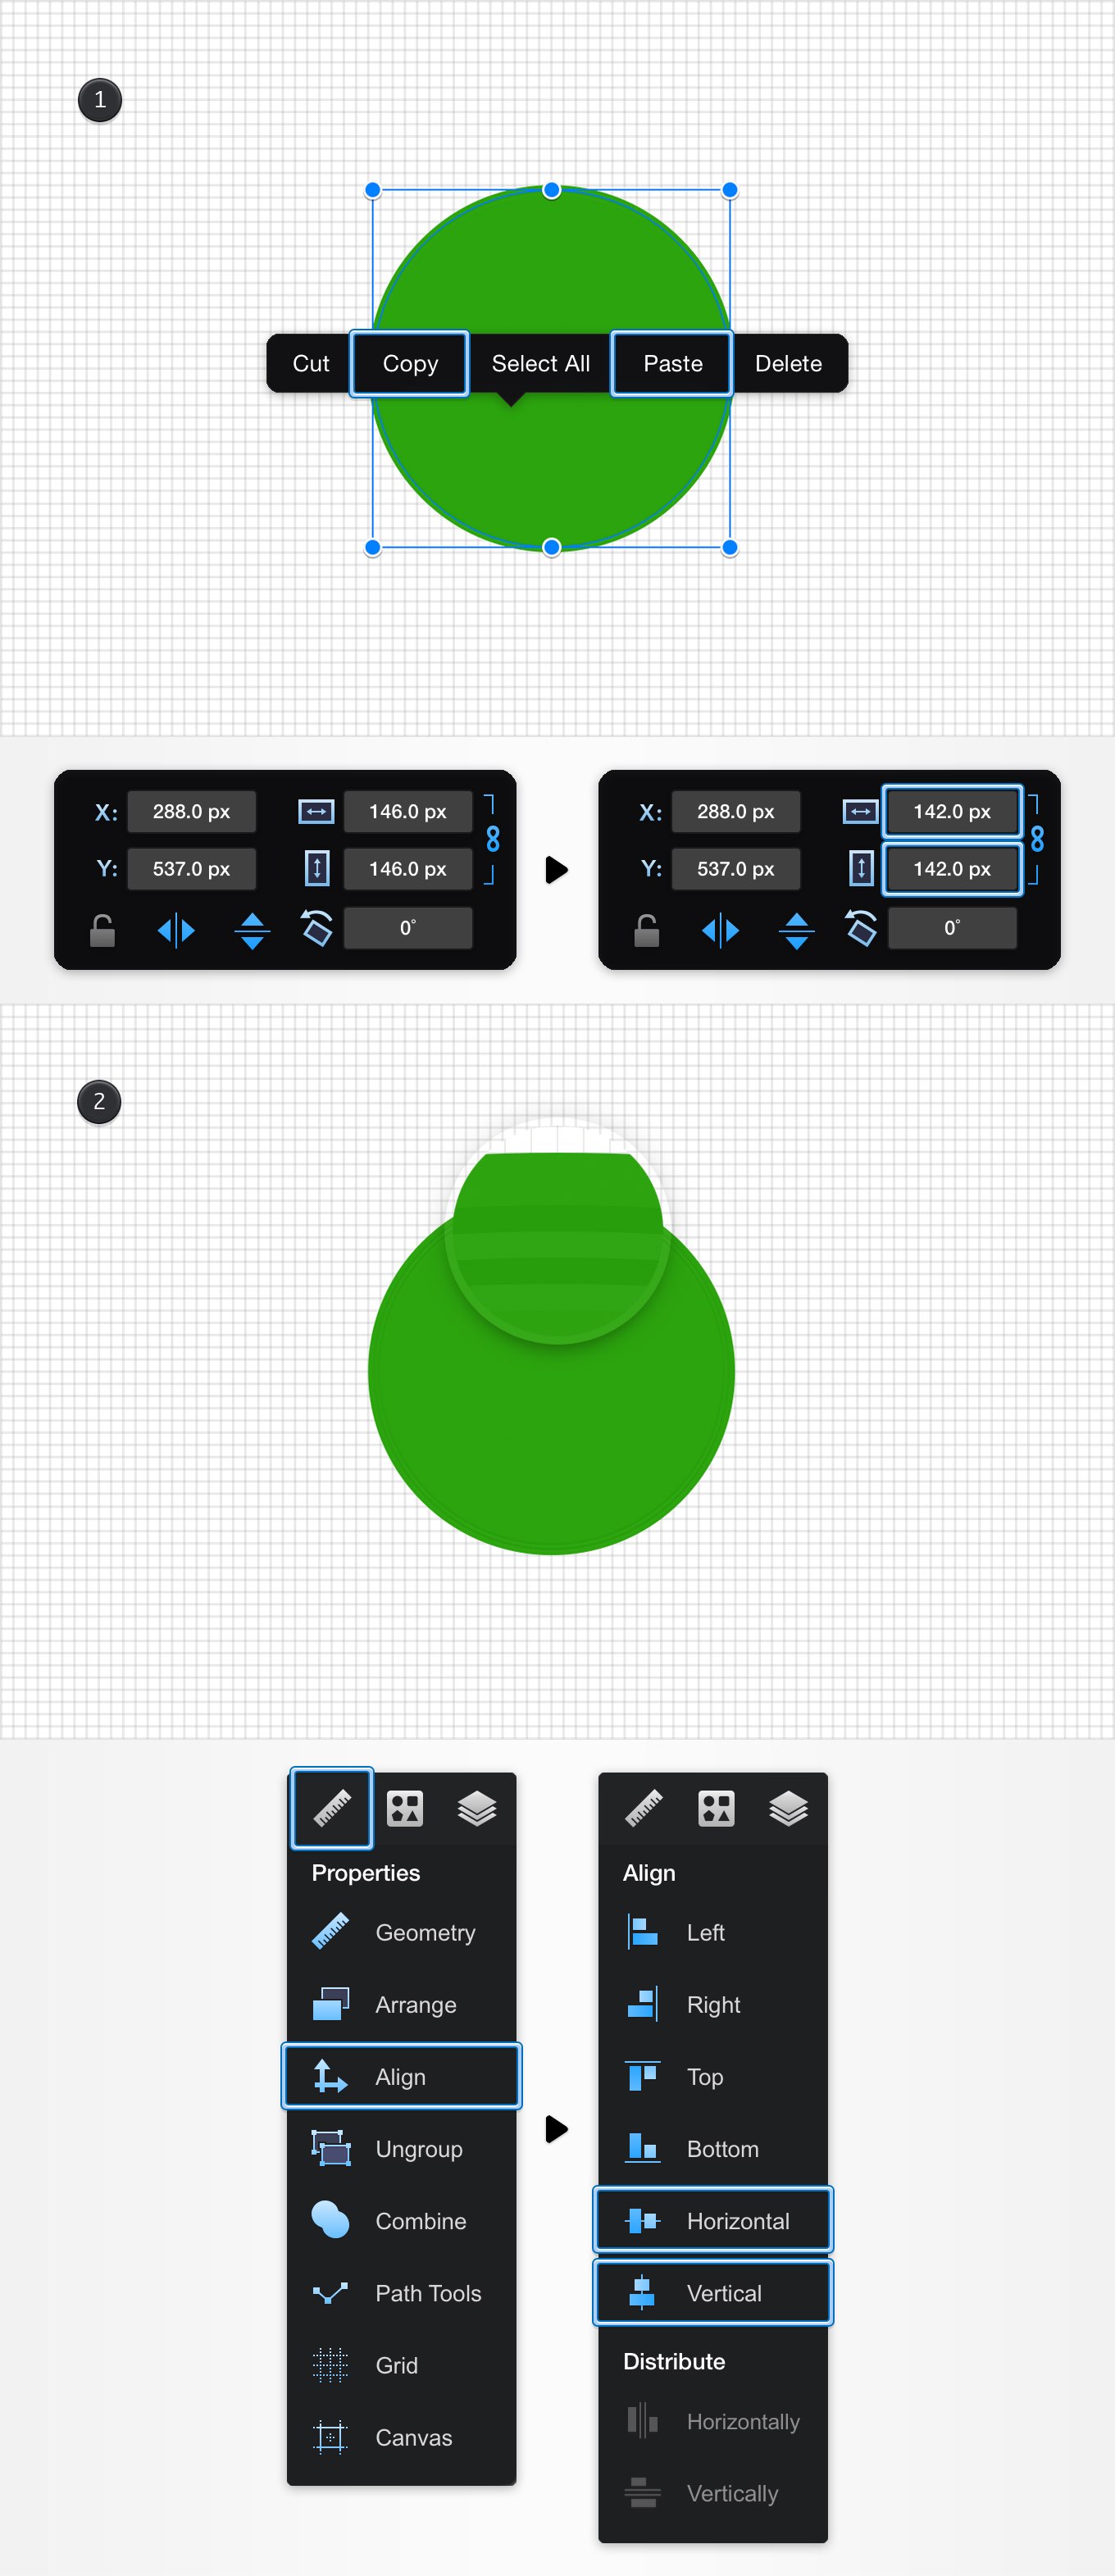 1
Cut Copy Select All Paste Delete
X: 288.0 px 146.0 px
Y: 537.0 px 146.0 px
0°
X: 288.0 px 142.0 px
Y: 537.0 px 142.0 px
0°
2
Properties
Geometry
Arrange
Align
Ungroup
Combine
Path Tools
Grid
Canvas
Align
Left
Right
Top
Bottom
Horizontal
Vertical
Distribute
Horizontally
Vertically